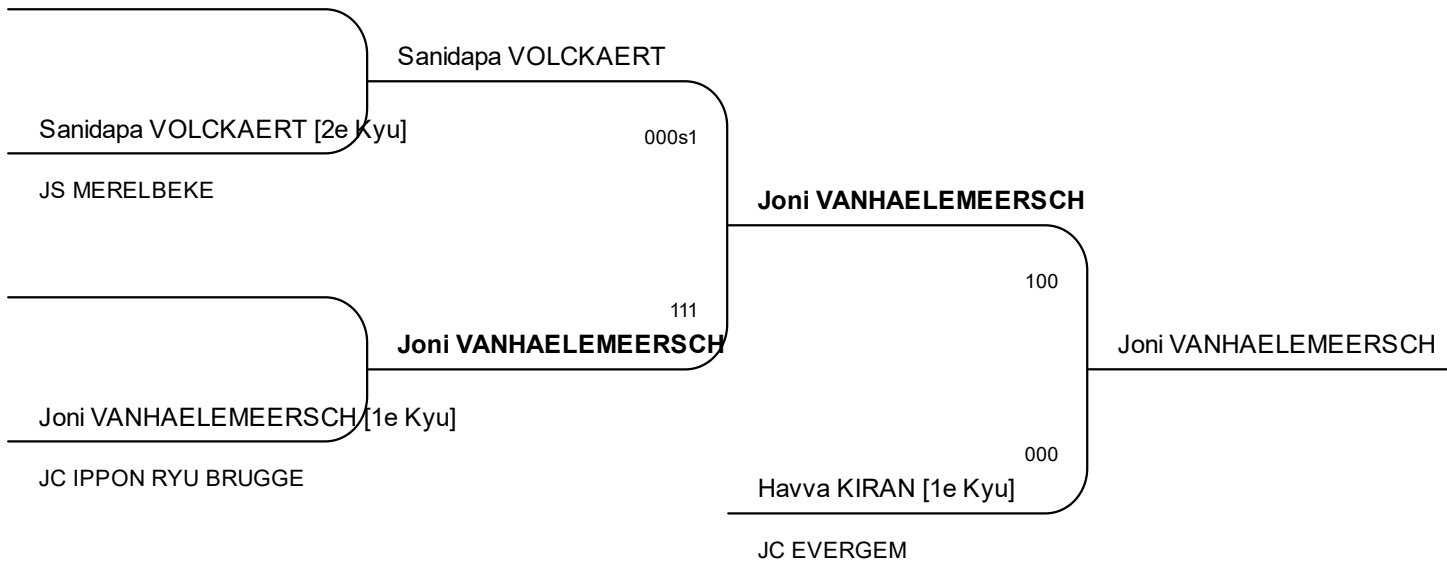 Sanidapa VOLCKAERT
Sanidapa VOLCKAERT [2e Kyu]
000s1
JS MERELBEKE
Joni VANHAELEMEERSCH
100
111
Joni VANHAELEMEERSCH
Joni VANHAELEMEERSCH
Joni VANHAELEMEERSCH [1e Kyu]
000
JC IPPON RYU BRUGGE
Havva KIRAN [1e Kyu]
JC EVERGEM